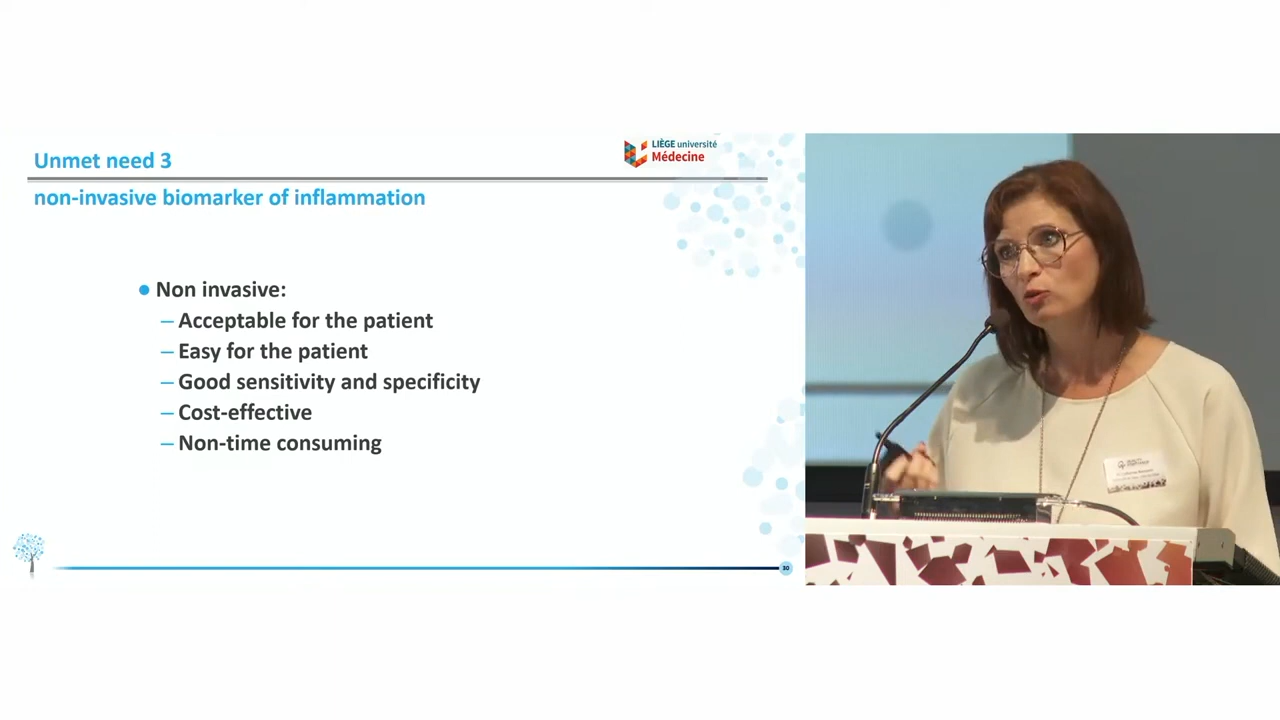 Unmet need 3
LIÈGE université
Médecine
non-invasive biomarker of inflammation
Non invasive:
– Acceptable for the patient
– Easy for the patient
– Good sensitivity and specificity
– Cost-effective
– Non-time consuming
30